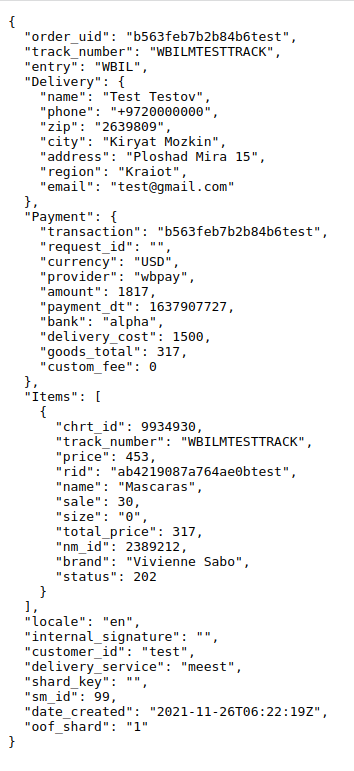 {
  "order_uid": "b563feb7b2b84b6test",
  "track_number": "WBILMTESTTRACK",
  "entry": "WBIL",
  "Delivery": {
    "name": "Test Testov",
    "phone": "+9720000000",
    "zip": "2639809",
    "city": "Kiryat Mozkin",
    "address": "Ploshad Mira 15",
    "region": "Kraiot",
    "email": "test@gmail.com"
  },
  "Payment": {
    "transaction": "b563feb7b2b84b6test",
    "request_id": "",
    "currency": "USD",
    "provider": "wbpay",
    "amount": 1817,
    "payment_dt": 1637907727,
    "bank": "alpha",
    "delivery_cost": 1500,
    "goods_total": 317,
    "custom_fee": 0
  },
  "Items": [
    {
      "chrt_id": 9934930,
      "track_number": "WBILMTESTTRACK",
      "price": 453,
      "rid": "ab4219087a764ae0btest",
      "name": "Mascaras",
      "sale": 30,
      "size": "0",
      "total_price": 317,
      "nm_id": 2389212,
      "brand": "Vivienne Sabo",
      "status": 202
    }
  ],
  "locale": "en",
  "internal_signature": "",
  "customer_id": "test",
  "delivery_service": "meest",
  "shard_key": "",
  "sm_id": 99,
  "date_created": "2021-11-26T06:22:19Z",
  "oof_shard": "1"
}